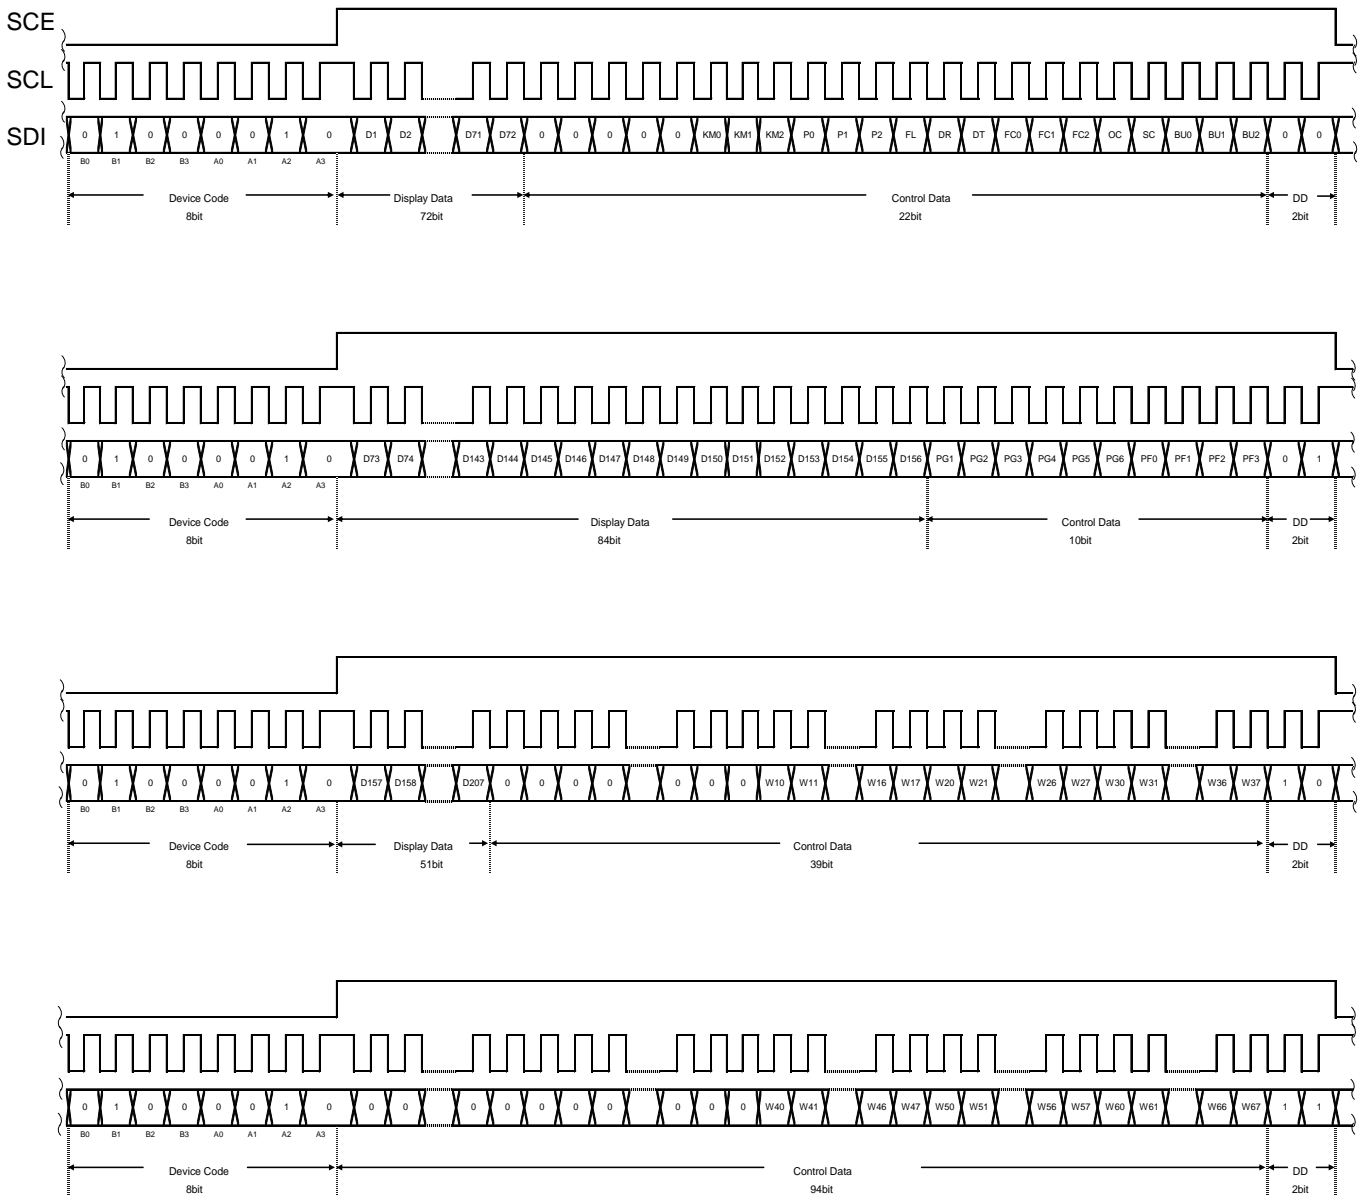 SCE
SCL
SDI
0 1 0 0 0 0 1 0 D1 D2 D71 D72 0 0 0 0 0 KM0 KM1 KM2 P0 P1 P2 FL DR DT FC0 FC1 FC2 OC SC BU0 BU1 BU2 0 0
B0 B1 B2 B3 A0 A1 A2 A3
Device Code Display Data Control Data DD
8bit 72bit 22bit 2bit
0 1 0 0 0 0 1 0 D73 D74 D143 D144 D145 D146 D147 D148 D149 D150 D151 D152 D153 D154 D155 D156 PG1 PG2 PG3 PG4 PG5 PG6 PF0 PF1 PF2 PF3 0 1
B0 B1 B2 B3 A0 A1 A2 A3
Device Code Display Data Control Data DD
8bit 84bit 10bit 2bit
0 1 0 0 0 0 1 0 D157 D158 D207 0 0 0 0 0 0 0 W10 W11 W16 W17 W20 W21 W26 W27 W30 W31 W36 W37 1 0
B0 B1 B2 B3 A0 A1 A2 A3
Device Code Display Data Control Data DD
8bit 51bit 39bit 2bit
0 1 0 0 0 0 1 0 0 0 0 0 0 0 0 0 0 0 W40 W41 W46 W47 W50 W51 W56 W57 W60 W61 W66 W67 1 1
B0 B1 B2 B3 A0 A1 A2 A3
Device Code Control Data DD
8bit 94bit 2bit